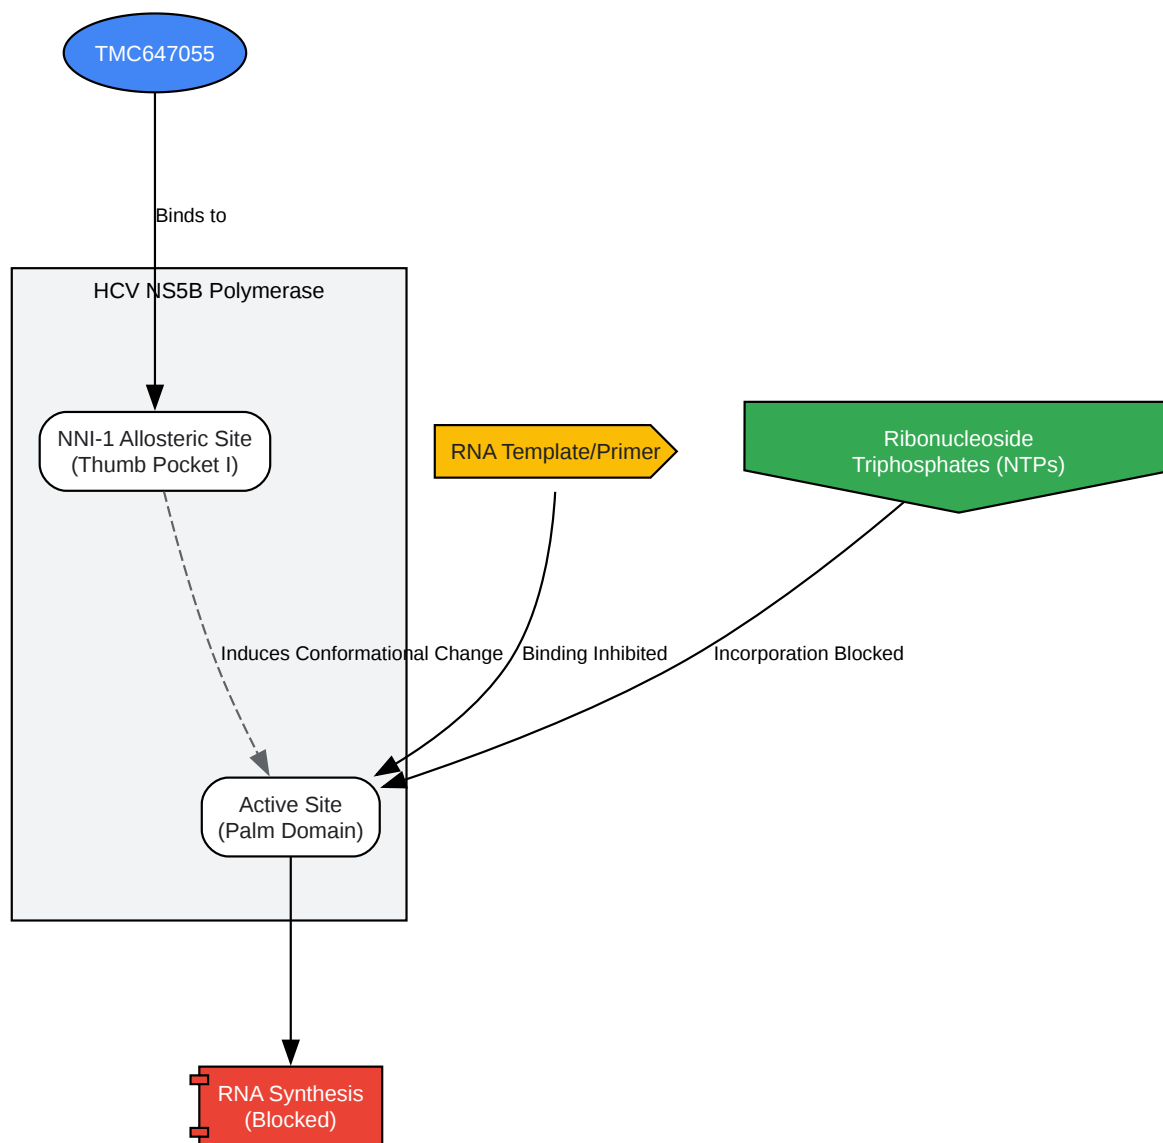 TMC647055
Binds to
HCV NS5B Polymerase
NNI-1 Allosteric Site
(Thumb Pocket I)
RNA Template/Primer
Ribonucleoside
Triphosphates (NTPs)
Induces Conformational Change
Binding Inhibited
Incorporation Blocked
Active Site
(Palm Domain)
RNA Synthesis
(Blocked)